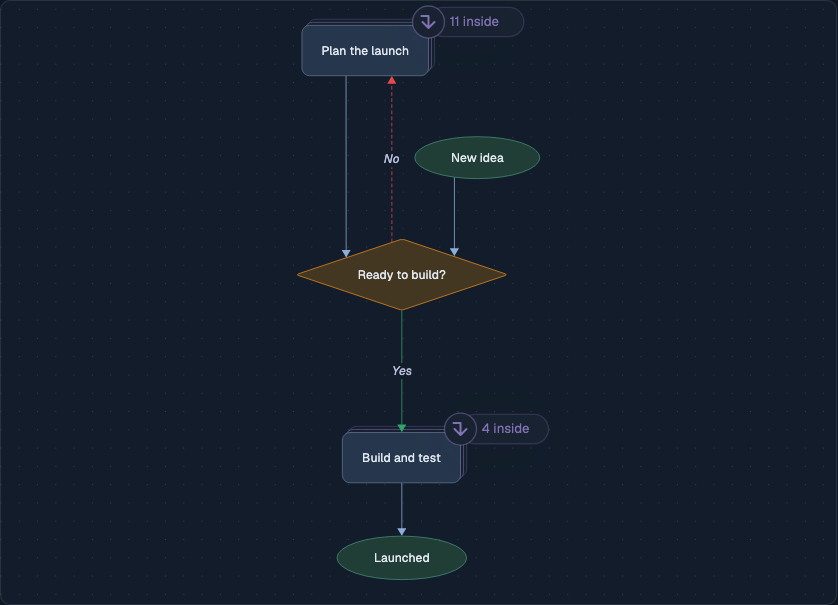 11 inside
Plan the launch
No
New idea
Ready to build?
Yes
4 inside
Build and test
Launched